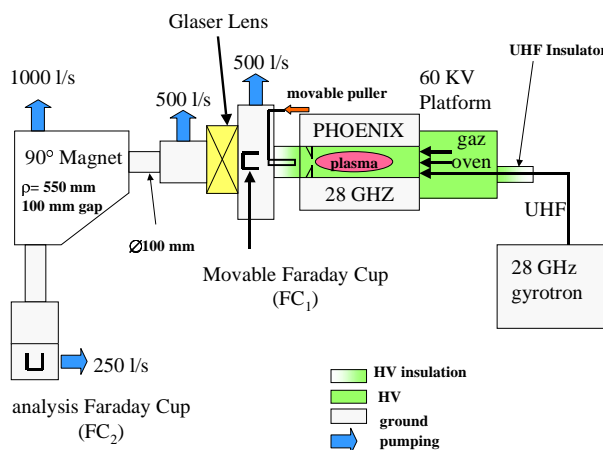 Glaser Lens
UHF Insulator
1000 l/s
500 l/s
500 l/s
60 KV
Platform
movable puller
PHOENIX
gaz
oven
90° Magnet
ρ= 550 mm
100 mm gap
plasma
28 GHZ
UHF
Ø100 mm
Movable Faraday Cup
(FC1)
28 GHz
gyrotron
250 l/s
analysis Faraday Cup
(FC2)
HV insulation
HV
ground
pumping